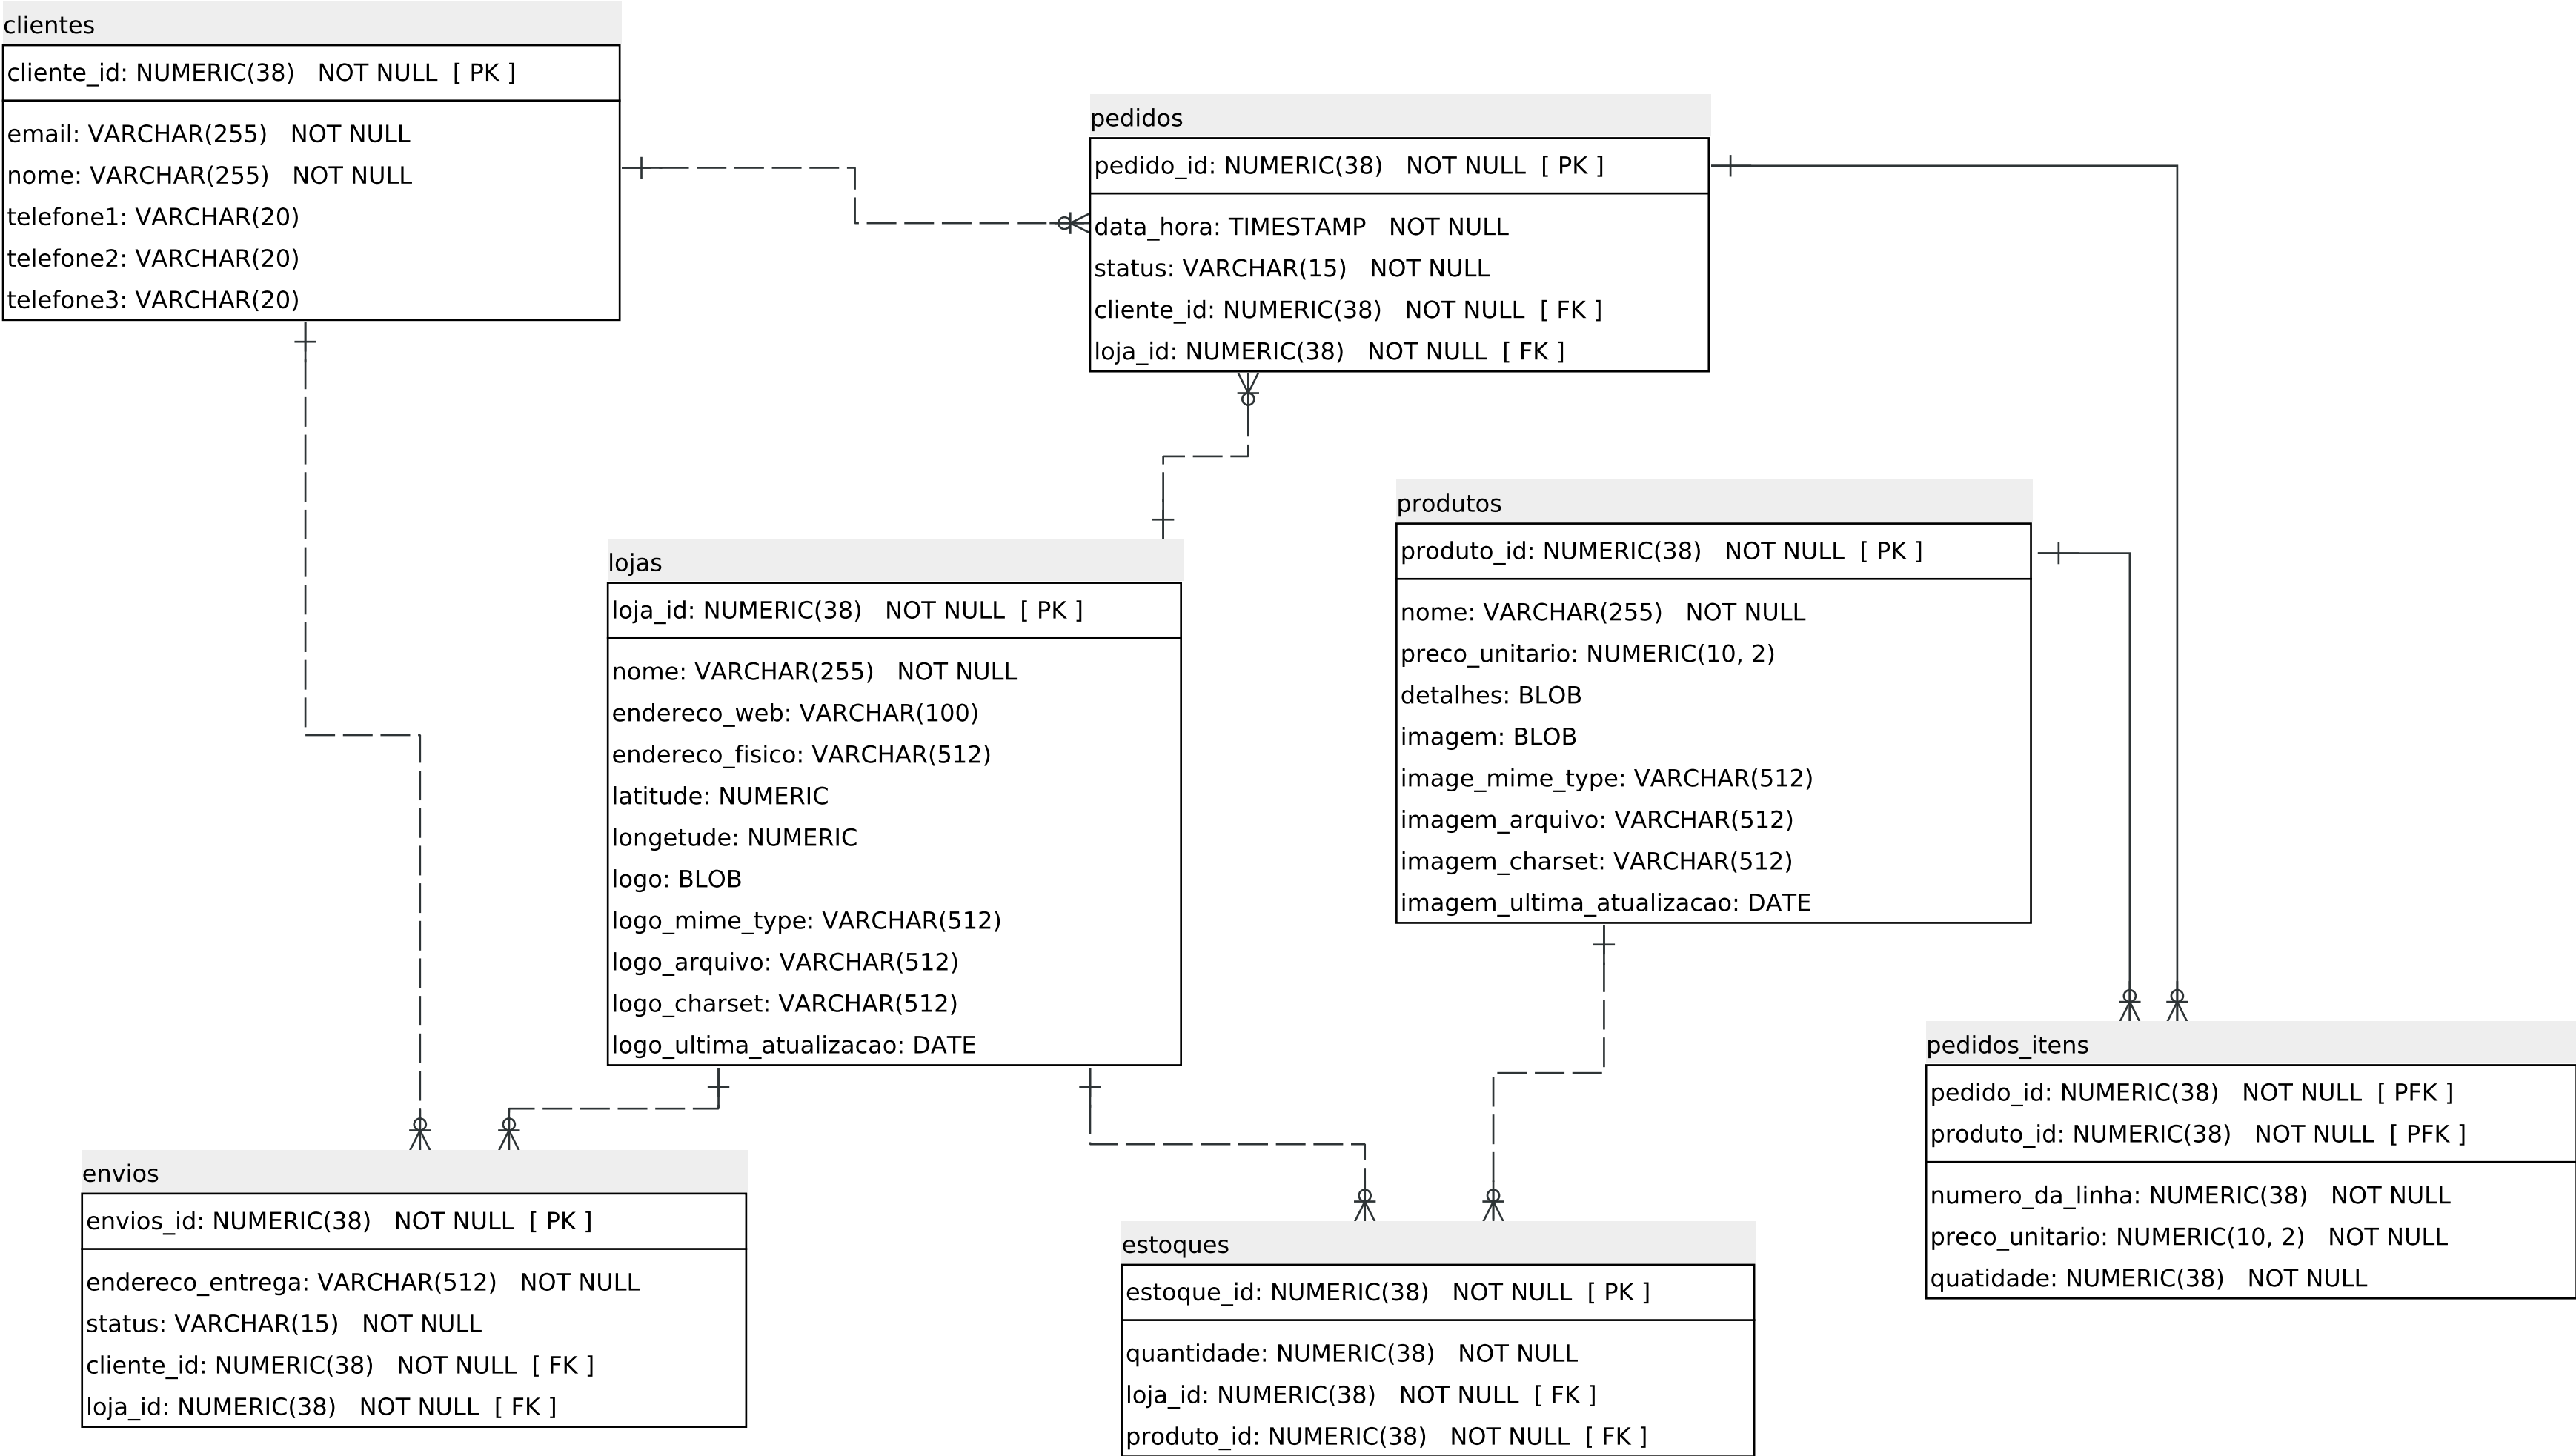 clientes
cliente_id: NUMERIC(38) NOT NULL [ PK ]
email: VARCHAR(255) NOT NULL
nome: VARCHAR(255) NOT NULL
telefone1: VARCHAR(20)
telefone2: VARCHAR(20)
telefone3: VARCHAR(20)
pedidos
pedido_id: NUMERIC(38) NOT NULL [ PK ]
data_hora: TIMESTAMP NOT NULL
status: VARCHAR(15) NOT NULL
cliente_id: NUMERIC(38) NOT NULL [ FK ]
loja_id: NUMERIC(38) NOT NULL [ FK ]
lojas
loja_id: NUMERIC(38) NOT NULL [ PK ]
nome: VARCHAR(255) NOT NULL
endereco_web: VARCHAR(100)
endereco_fisico: VARCHAR(512)
latitude: NUMERIC
longetude: NUMERIC
logo: BLOB
logo_mime_type: VARCHAR(512)
logo_arquivo: VARCHAR(512)
logo_charset: VARCHAR(512)
logo_ultima_atualizacao: DATE
produtos
produto_id: NUMERIC(38) NOT NULL [ PK ]
nome: VARCHAR(255) NOT NULL
preco_unitario: NUMERIC(10, 2)
detalhes: BLOB
imagem: BLOB
image_mime_type: VARCHAR(512)
imagem_arquivo: VARCHAR(512)
imagem_charset: VARCHAR(512)
imagem_ultima_atualizacao: DATE
pedidos_itens
pedido_id: NUMERIC(38) NOT NULL [ PFK ]
produto_id: NUMERIC(38) NOT NULL [ PFK ]
numero_da_linha: NUMERIC(38) NOT NULL
preco_unitario: NUMERIC(10, 2) NOT NULL
quatidade: NUMERIC(38) NOT NULL
envios
envios_id: NUMERIC(38) NOT NULL [ PK ]
endereco_entrega: VARCHAR(512) NOT NULL
status: VARCHAR(15) NOT NULL
cliente_id: NUMERIC(38) NOT NULL [ FK ]
loja_id: NUMERIC(38) NOT NULL [ FK ]
estoques
estoque_id: NUMERIC(38) NOT NULL [ PK ]
quantidade: NUMERIC(38) NOT NULL
loja_id: NUMERIC(38) NOT NULL [ FK ]
produto_id: NUMERIC(38) NOT NULL [ FK ]